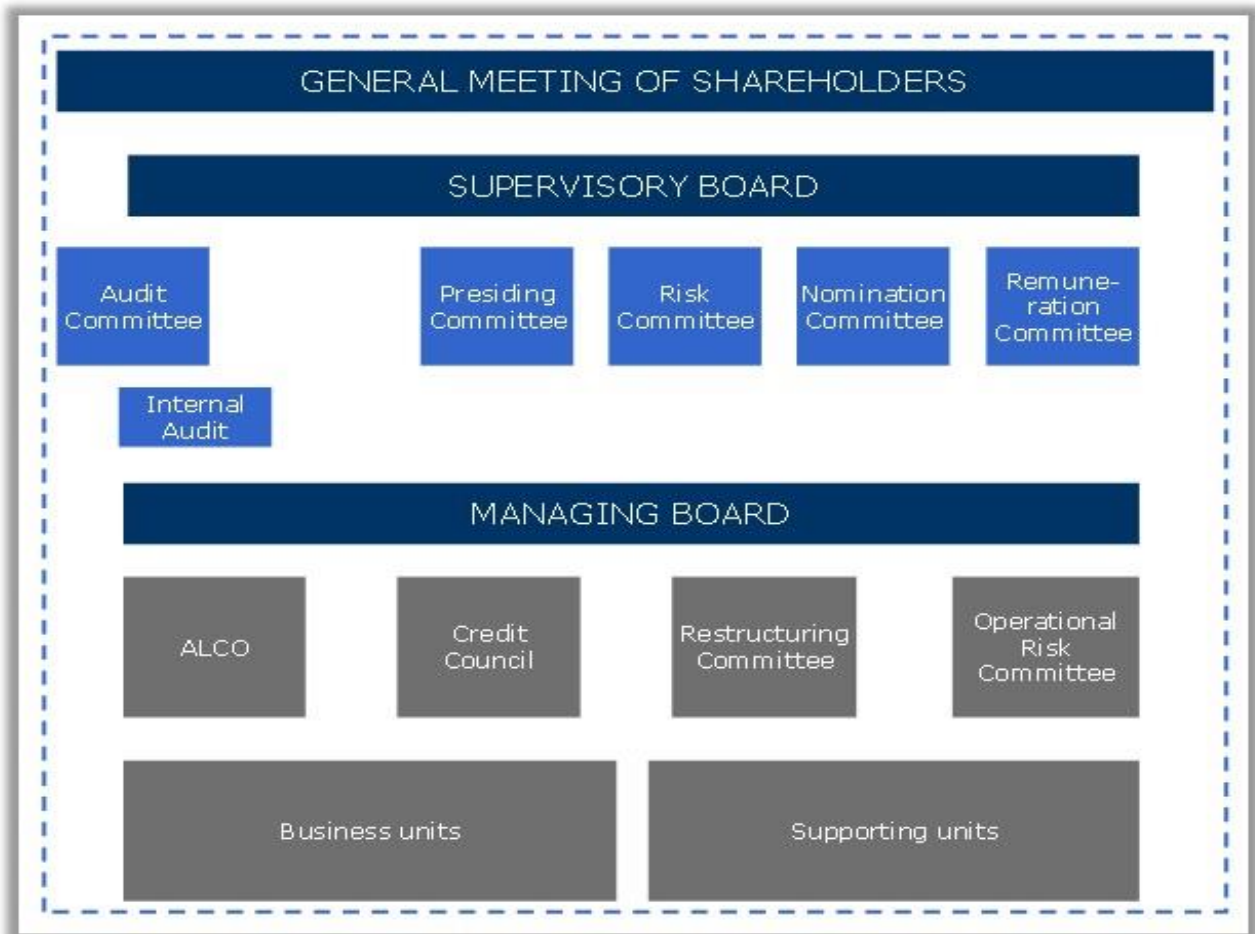 GENERAL MEETING OF SHAREHOLDERS
SUPERVISORY BOARD
Audit
Committee
Presiding
Committee
Risk
Committee
Nomination
Committee
Remune-
ration
Committee
Internal
Audit
MANAGING BOARD
ALCO
Credit
Council
Restructuring
Committee
Operational
Risk
Committee
Business units
Supporting units